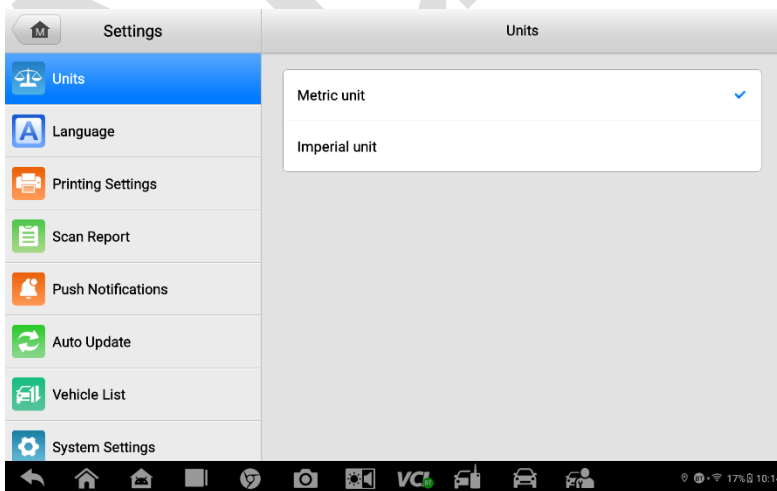 M
Settings
Units
Units
Language
Printing Settings
Scan Report
Push Notifications
Auto Update
Vehicle List
System Settings
Metric unit
Imperial unit
VCI
17%